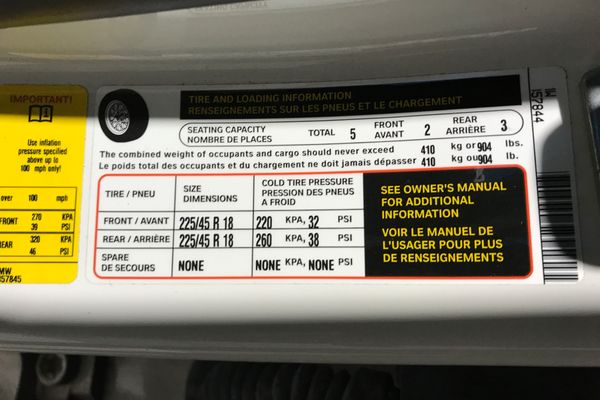 IMPORTANT!
Use inflation
pressure specified
above up to
100 mph only!
over 100 mph
FRONT 270 KPA
39 PSI
REAR 320 KPA
46 PSI
MW
357845
TIRE AND LOADING INFORMATION
RENSEIGNEMENTS SUR LES PNEUS ET LE CHARGEMENT
SEATING CAPACITY
NOMBRE DE PLACES
TOTAL 5
FRONT
AVANT 2
REAR
ARRIÈRE 3
The combined weight of occupants and cargo should never exceed 410 kg or 904 lbs.
Le poids total des occupants et du chargement ne doit jamais dépasser 410 kg ou 904 lb.
TIRE / PNEU
SIZE
DIMENSIONS
COLD TIRE PRESSURE
PRESSION DES PNEUS
A FROID
FRONT / AVANT 225/45 R 18 220 KPA, 32 PSI
REAR / ARRIÈRE 225/45 R 18 260 KPA, 38 PSI
SPARE
DE SECOURS NONE NONE KPA, NONE PSI
SEE OWNER'S MANUAL
FOR ADDITIONAL
INFORMATION
VOIR LE MANUEL DE
L'USAGER POUR PLUS
DE RENSEIGNEMENTS
157844